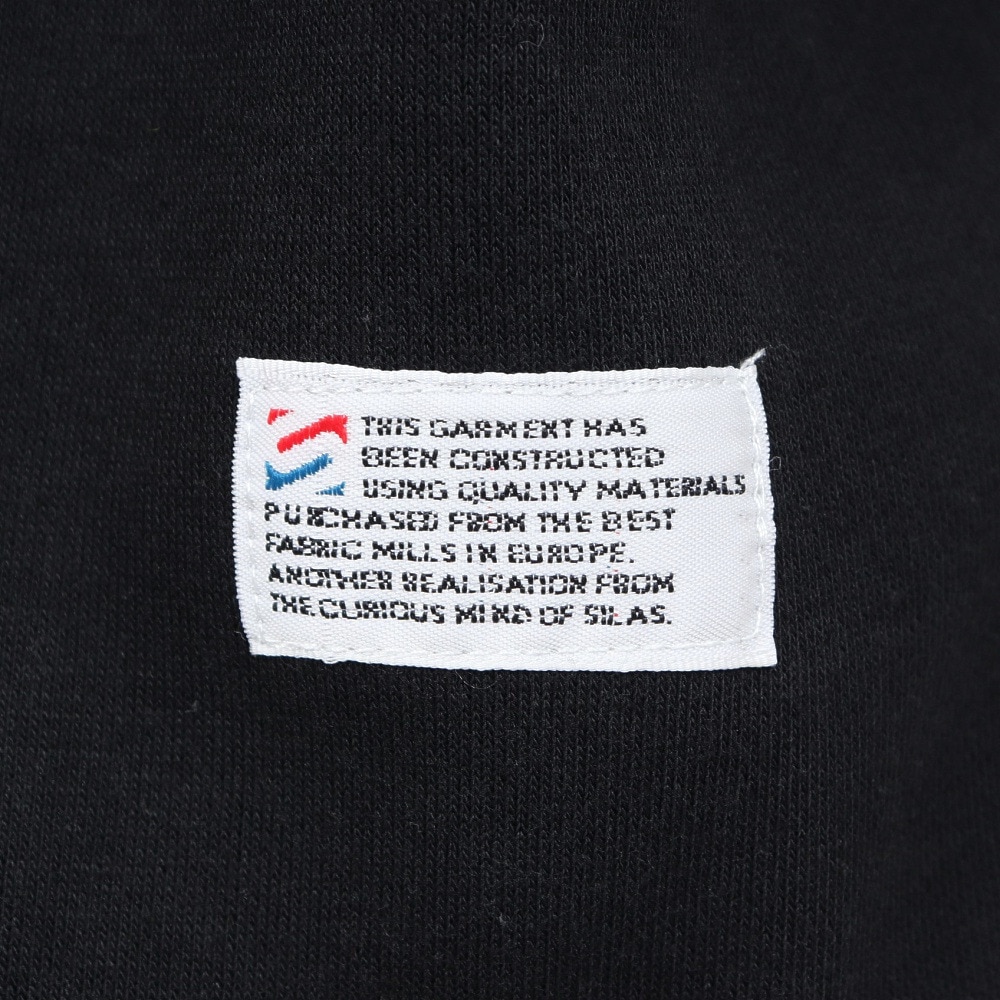 THIS GARMENT HAS
BEEN CONSTRUCTED
USING QUALITY MATERIALS
PURCHASED FROM THE BEST
FABRIC MILLS IN EUROPE.
ANOTHER REALISATION FROM
THE CURIOUS MIND OF SILAS.